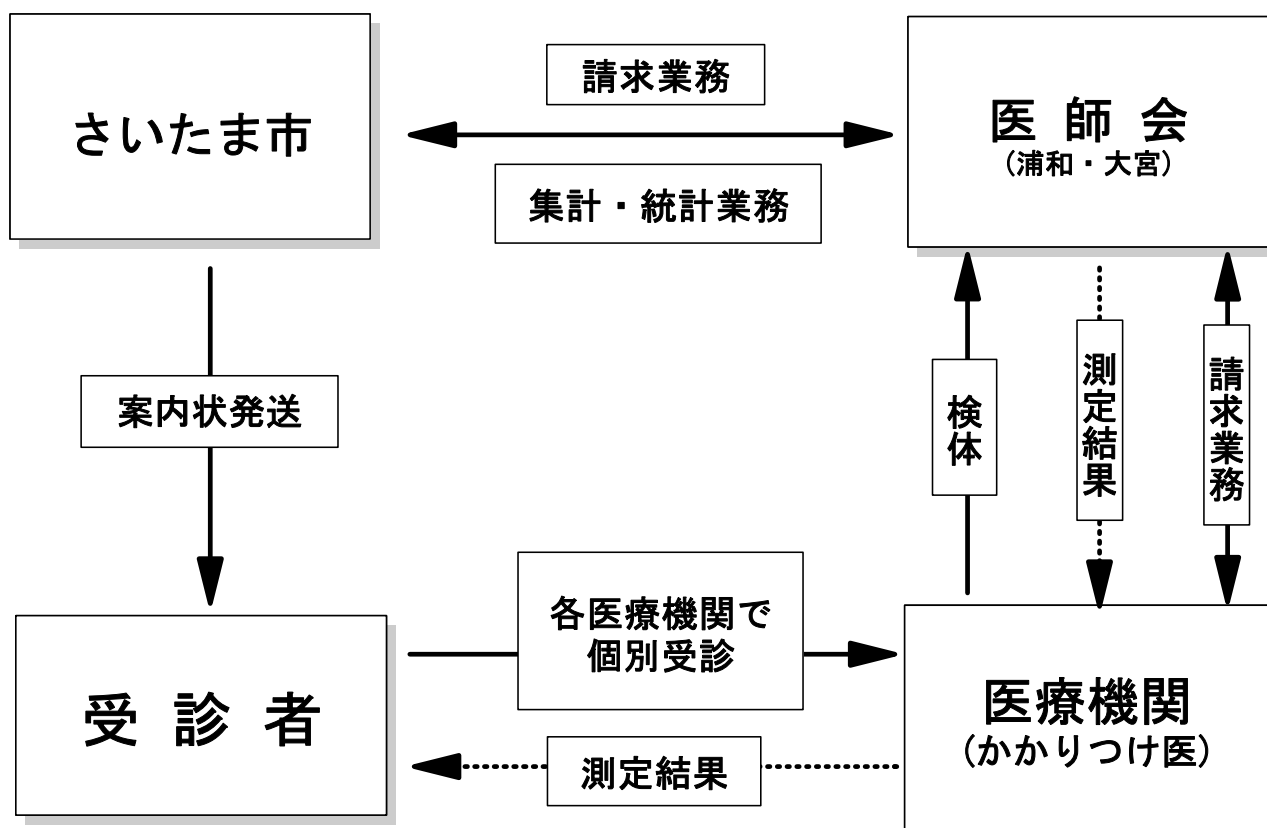 さいたま市
請求業務
集計・統計業務
医師会
(浦和・大宮)
案内状発送
検体
測定結果
請求業務
受診者
各医療機関で
個別受診
測定結果
医療機関
(かかりつけ医)